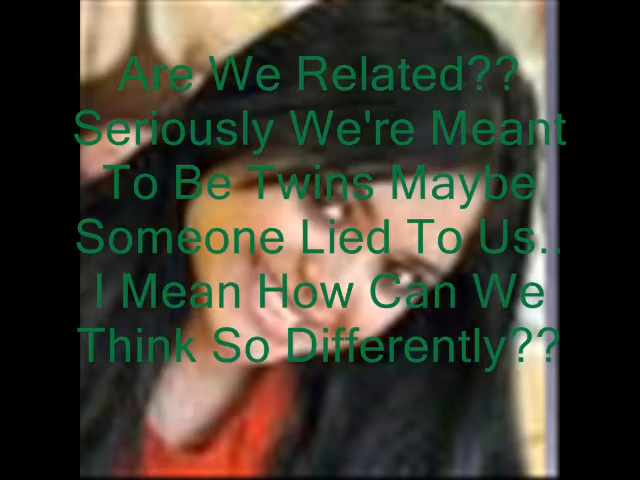 Are We Related??
Seriously We're Meant
To Be Twins Maybe
Someone Lied To Us..
I Mean How Can We
Think So Differently??